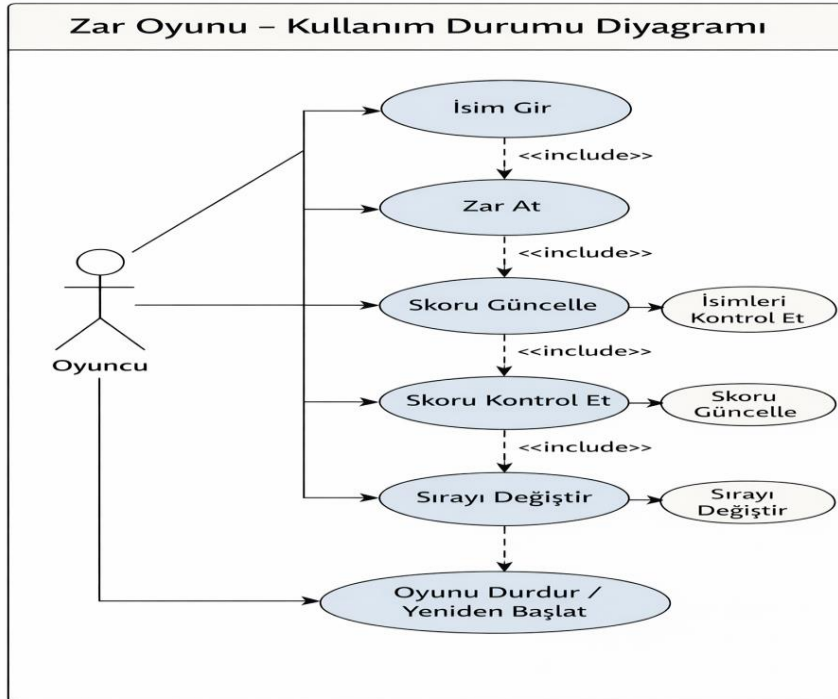 Zar Oyunu – Kullanım Durumu Diyagramı
İsim Gir
<<include>>
Zar At
<<include>>
Skoru Güncelle
İsimleri
Kontrol Et
Oyuncu
<<include>>
Skoru Kontrol Et
Skoru
Güncelle
<<include>>
Sırayı Değiştir
Sırayı
Değiştir
Oyunu Durdur /
Yeniden Başlat